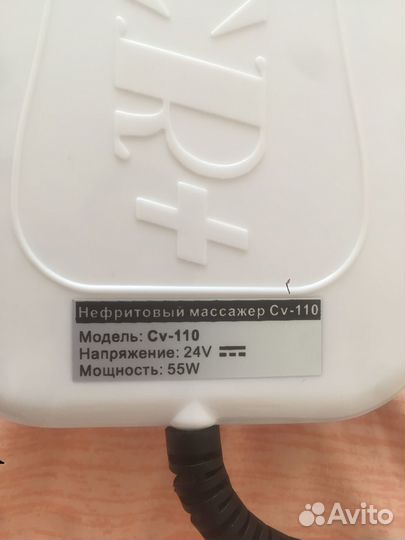 R+
Нефритовый массажер Cv-110
Модель: Cv-110
Напряжение: 24V
Мощность: 55W
Avito